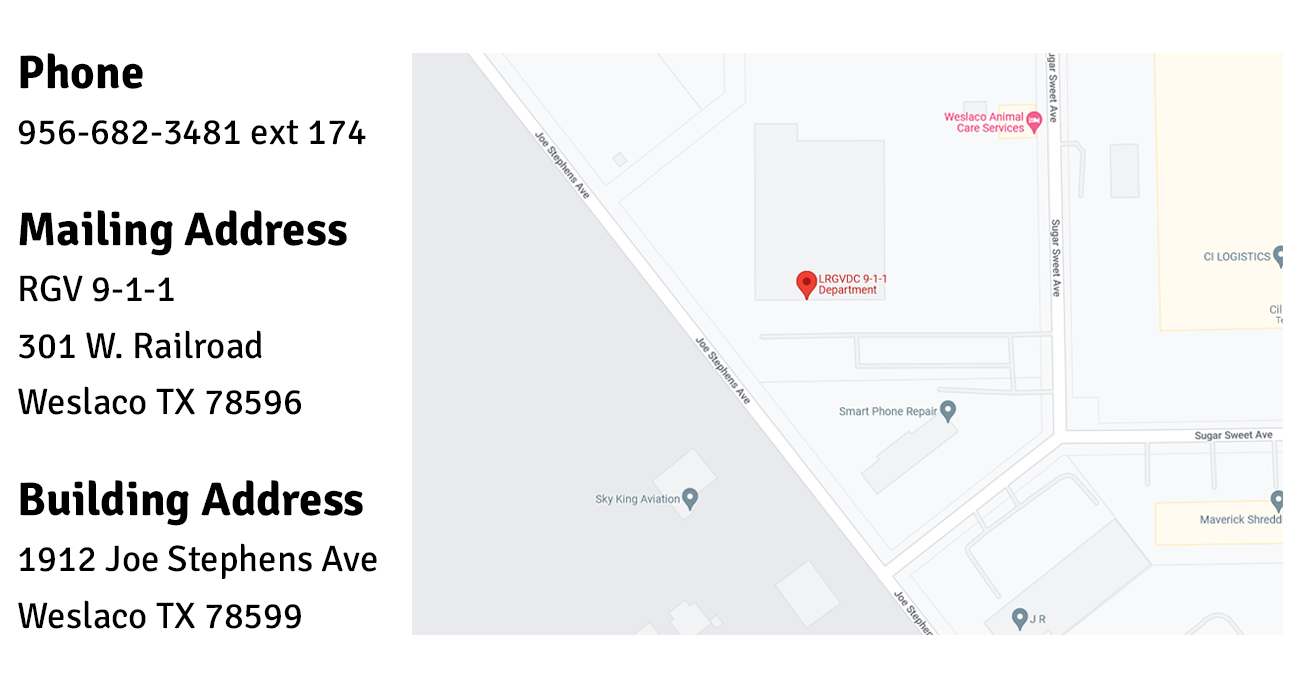 Phone
956-682-3481 ext 174
Mailing Address
RGV 9-1-1
301 W. Railroad
Weslaco TX 78596
Building Address
1912 Joe Stephens Ave
Weslaco TX 78599
Joe Stephens Ave
Sugar Sweet Ave
Weslaco Animal
Care Services
Sugar Sweet Ave
CI LOGISTICS
LRGVDC 9-1-1
Department
Cil
Te
Joe Stephens Ave
Smart Phone Repair
Sugar Sweet Ave
Sky King Aviation
Maverick Shredd
Joe Stephen
J R